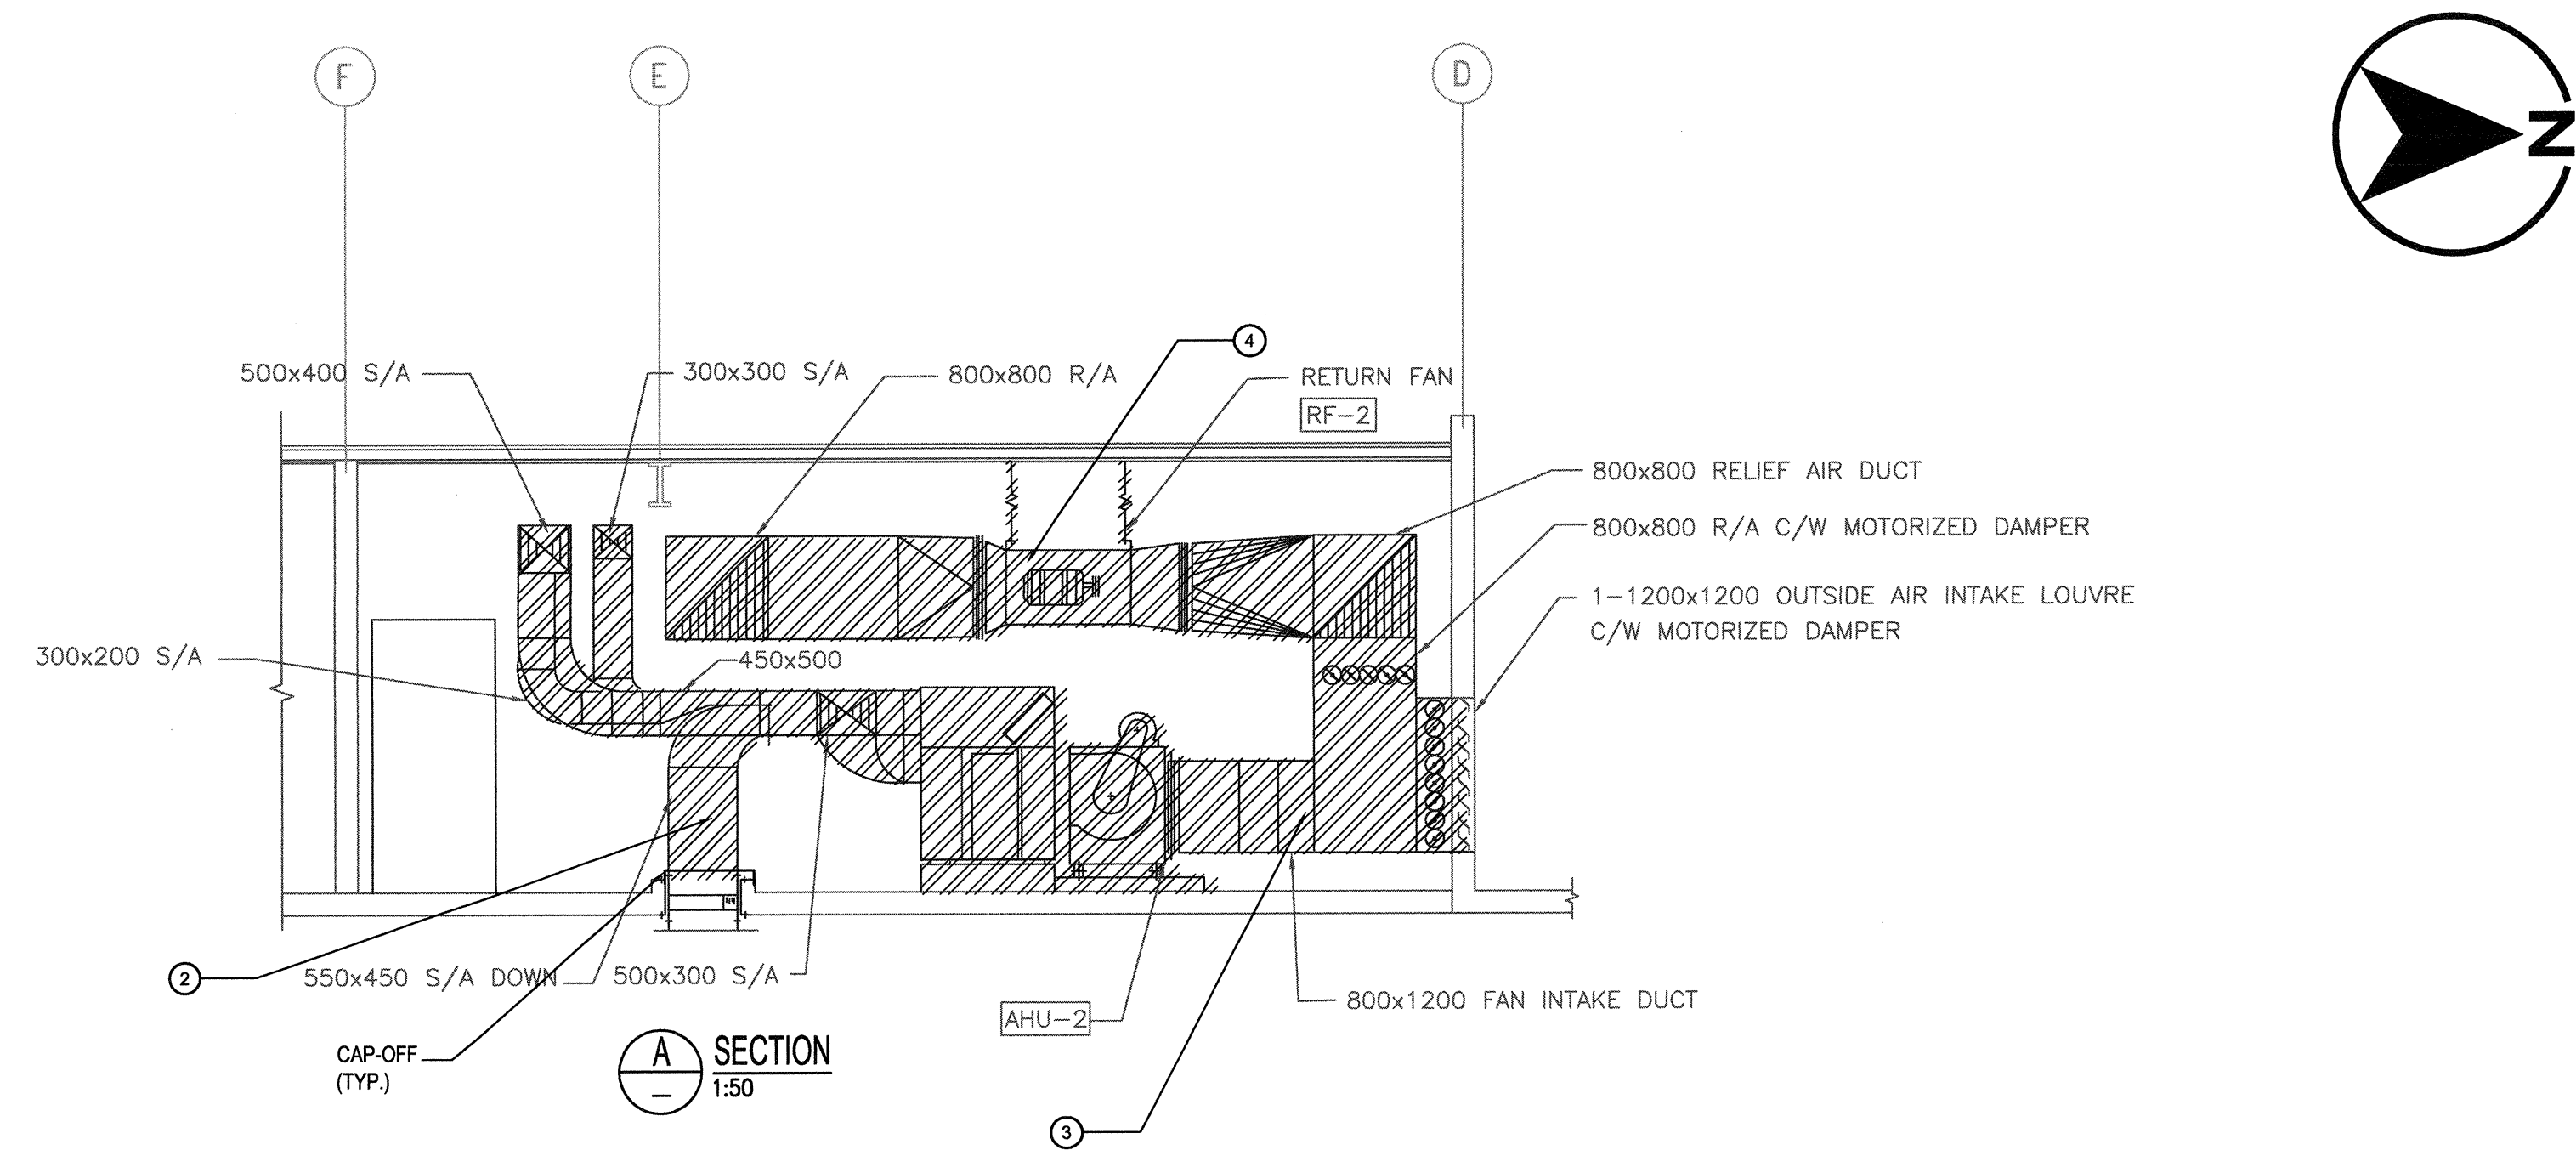 F
E
D
N
4
500x400 S/A
300x300 S/A
800x800 R/A
RETURN FAN
RF-2
800x800 RELIEF AIR DUCT
800x800 R/A C/W MOTORIZED DAMPER
1-1200x1200 OUTSIDE AIR INTAKE LOUVRE
C/W MOTORIZED DAMPER
300x200 S/A
450x500
2
550x450 S/A DOWN
500x300 S/A
AHU-2
800x1200 FAN INTAKE DUCT
CAP-OFF
(TYP.)
A
–
SECTION
1:50
3